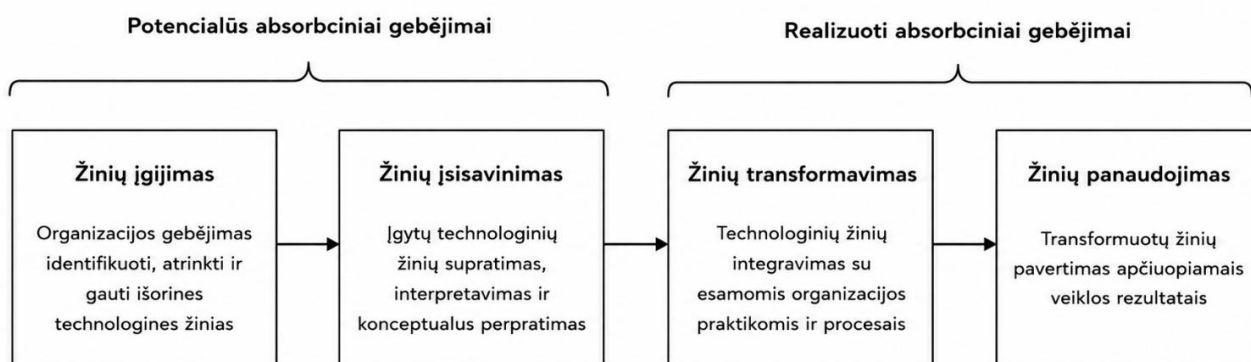 Potencialūs absorbciniai gebėjimai
Realizuoti absorbciniai gebėjimai
Žinių įgijimas
Organizacijos gebėjimas
identifikuoti, atrinkti ir
gauti išorines
technologines žinias
Žinių įsisavinimas
Įgytų technologinių
žinių supratimas,
interpretavimas ir
konceptualus perpratimas
Žinių transformavimas
Technologinių žinių
integravimas su
esamomis organizacijos
praktikomis ir procesais
Žinių panaudojimas
Transformuotų žinių
pavertimas apčiuopiamais
veiklos rezultatais